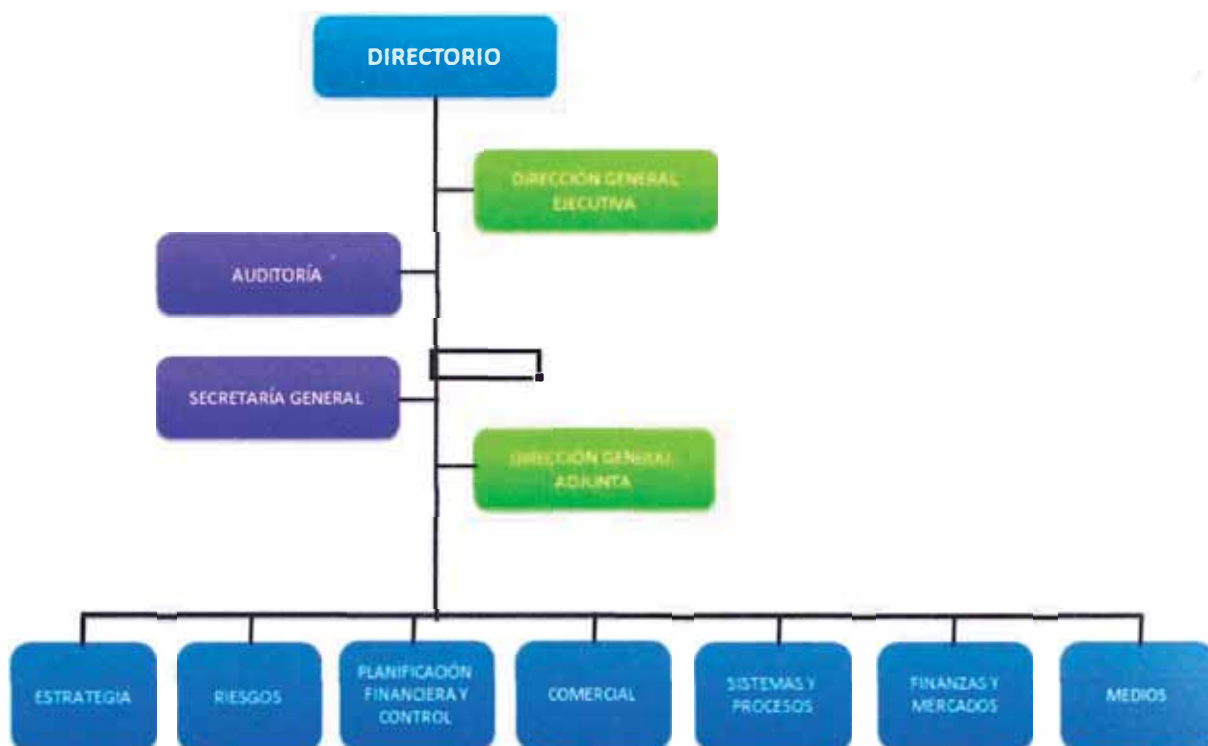 DIRECTORIO
DIRECCIÓN GENERAL
EJECUTIVA
AUDITORÍA
SECRETARÍA GENERAL
DIRECCIÓN GENERAL
ADJUNTA
ESTRATEGIA
RIESGOS
PLANIFICACIÓN
FINANCIERA Y
CONTROL
COMERCIAL
SISTEMAS Y
PROCESOS
FINANZAS Y
MERCADOS
MEDIOS